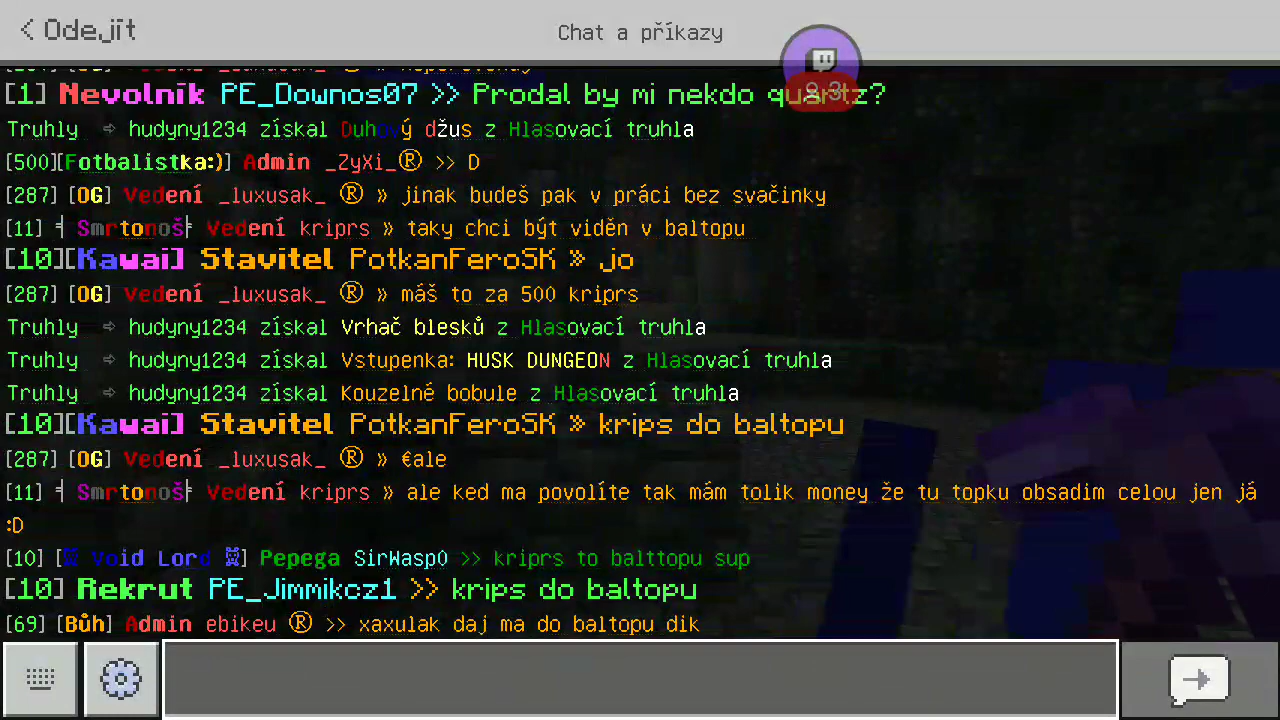 < Odejít
Chat a příkazy
[1] Nevolník PE_Downos07 >> Prodal by mi nekdo quartz?
Truhly ➩ hudyny1234 získal Duhový džus z Hlasovací truhla
[500][Fotbalistka:)] Admin _ZyXi_® >> D
[287] [OG] Vedení _luxusak_ ® » jinak budeš pak v práci bez svačinky
[11] ╡ Smrtonoš╞ Vedení kriprs » taky chci být viděn v baltopu
[10][Kawai] Stavitel PotkanFeroSK » jo
[287] [OG] Vedení _luxusak_ ® » máš to za 500 kriprs
Truhly ➩ hudyny1234 získal Vrhač blesků z Hlasovací truhla
Truhly ➩ hudyny1234 získal Vstupenka: HUSK DUNGEON z Hlasovací truhla
Truhly ➩ hudyny1234 získal Kouzelné bobule z Hlasovací truhla
[10][Kawai] Stavitel PotkanFeroSK » krips do baltopu
[287] [OG] Vedení _luxusak_ ® » €ale
[11] ╡ Smrtonoš╞ Vedení kriprs » ale ked ma povolíte tak mám tolik money že tu topku obsadim celou jen já
:D
[10] [Void Lord] Pepega SirWasp0 >> kriprs to balttopu sup
[10] Rekrut PE_Jimmikcz1 >> krips do baltopu
[69] [Bůh] Admin ebikeu ® >> xaxulak daj ma do baltopu dik